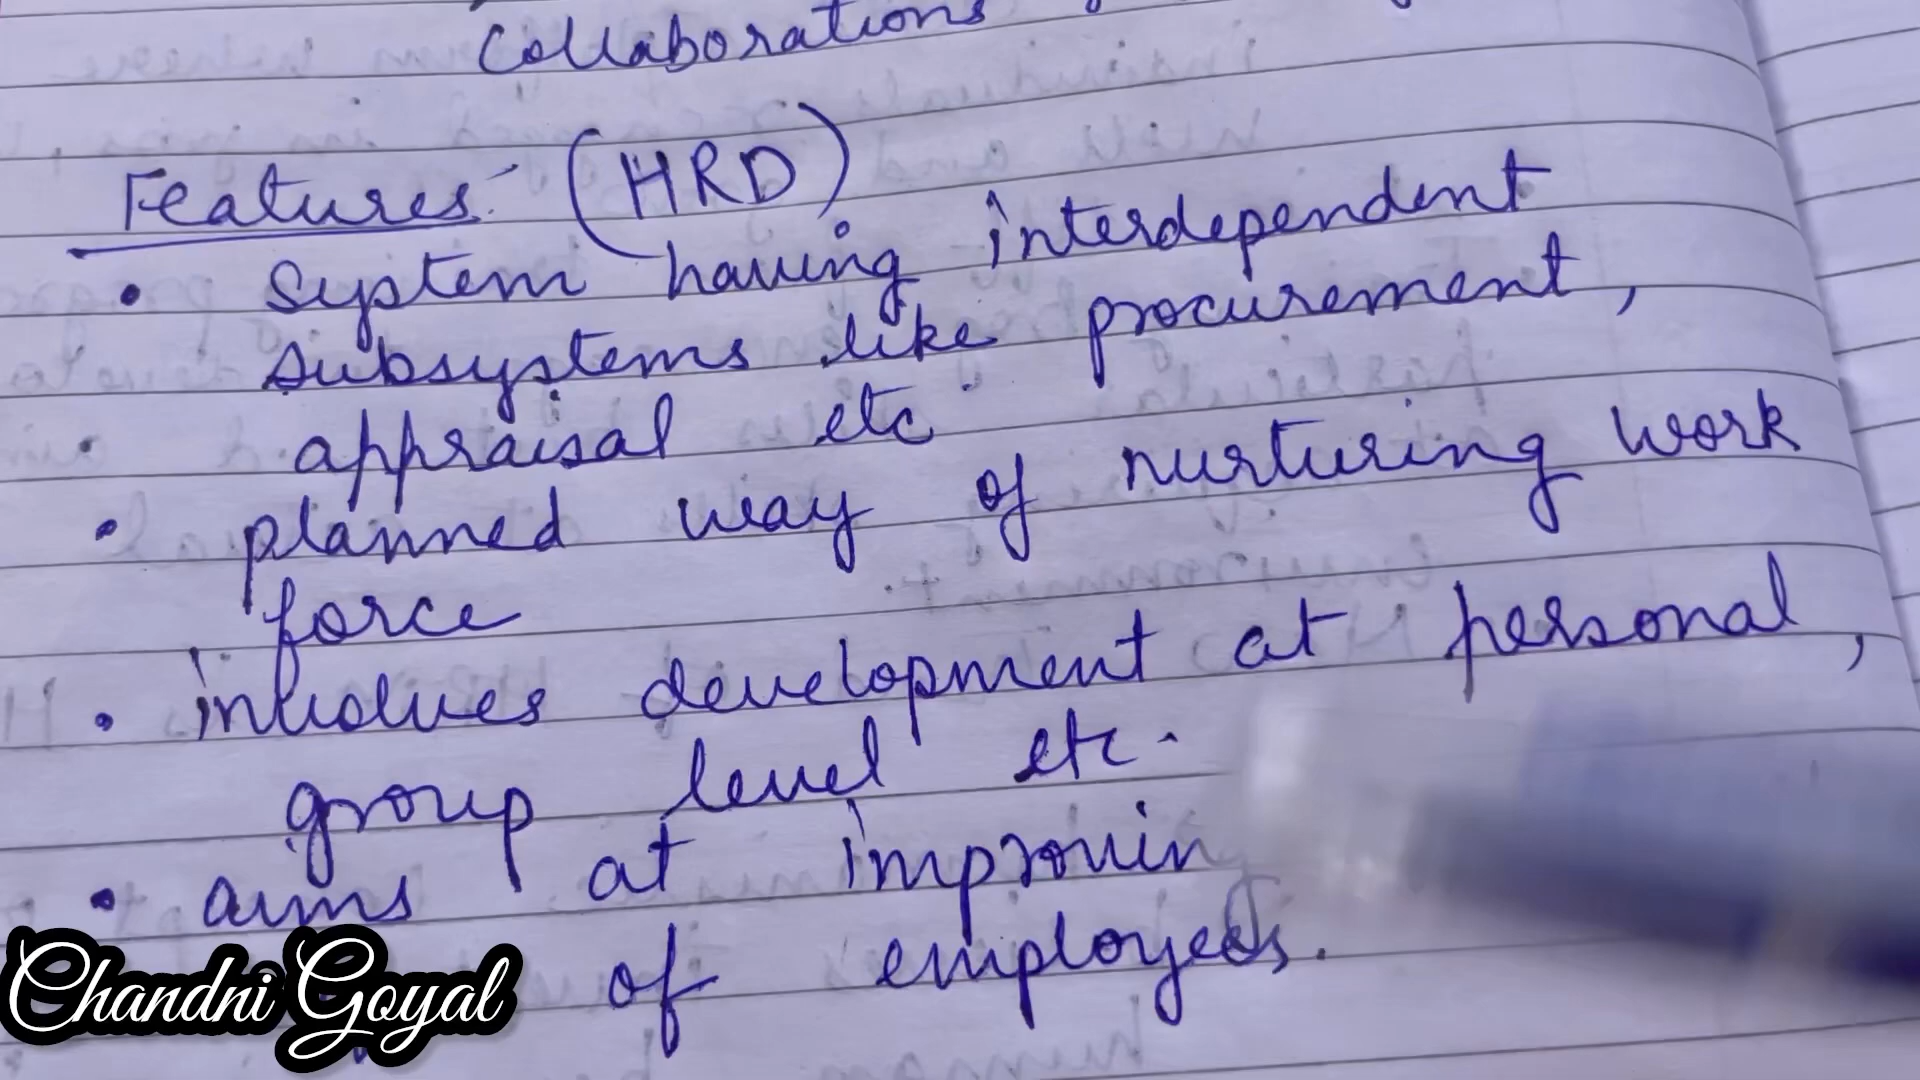 Collaborations
Features:- (HRD)
• System having interdependent
subsystems like procurement,
• appraisal etc.
• planned way of nurturing work
force
• involves development at personal,
group level etc.
• aims at improving
of employees.
Chandni Goyal